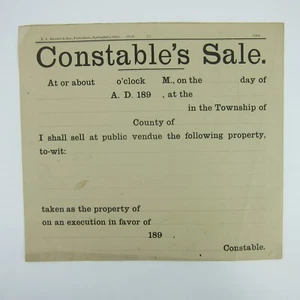 Constable's Sale.
At or about o'clock M., on the day of
A. D. 189 , at the
in the Township of
County of
I shall sell at public vendue the following property,
to-wit:
taken as the property of
on an execution in favor of
189 .
Constable.